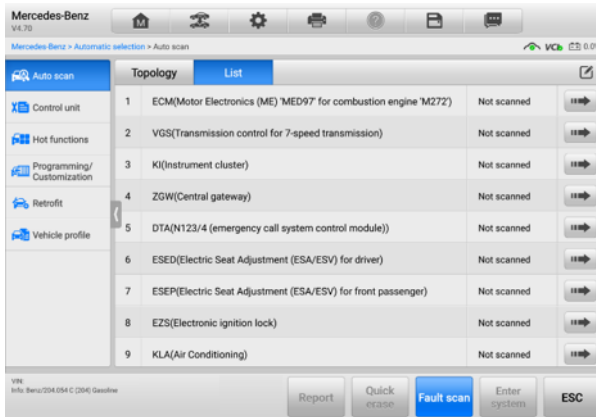 Mercedes-Benz
V4.70
Mercedes-Benz > Automatic selection > Auto scan
VCI 0.0
Auto scan
Control unit
Hot functions
Programming/
Customization
Retrofit
Vehicle profile
Topology List
1 ECM(Motor Electronics (ME) 'MED97' for combustion engine 'M272') Not scanned
2 VGS(Transmission control for 7-speed transmission) Not scanned
3 KI(Instrument cluster) Not scanned
4 ZGW(Central gateway) Not scanned
5 DTA(N123/4 (emergency call system control module)) Not scanned
6 ESED(Electric Seat Adjustment (ESA/ESV) for driver) Not scanned
7 ESEP(Electric Seat Adjustment (ESA/ESV) for front passenger) Not scanned
8 EZS(Electronic ignition lock) Not scanned
9 KLA(Air Conditioning) Not scanned
VIN:
Info: Benz/204.054 C (204) Gasoline
Report
Quick
erase
Fault scan
Enter
system
ESC